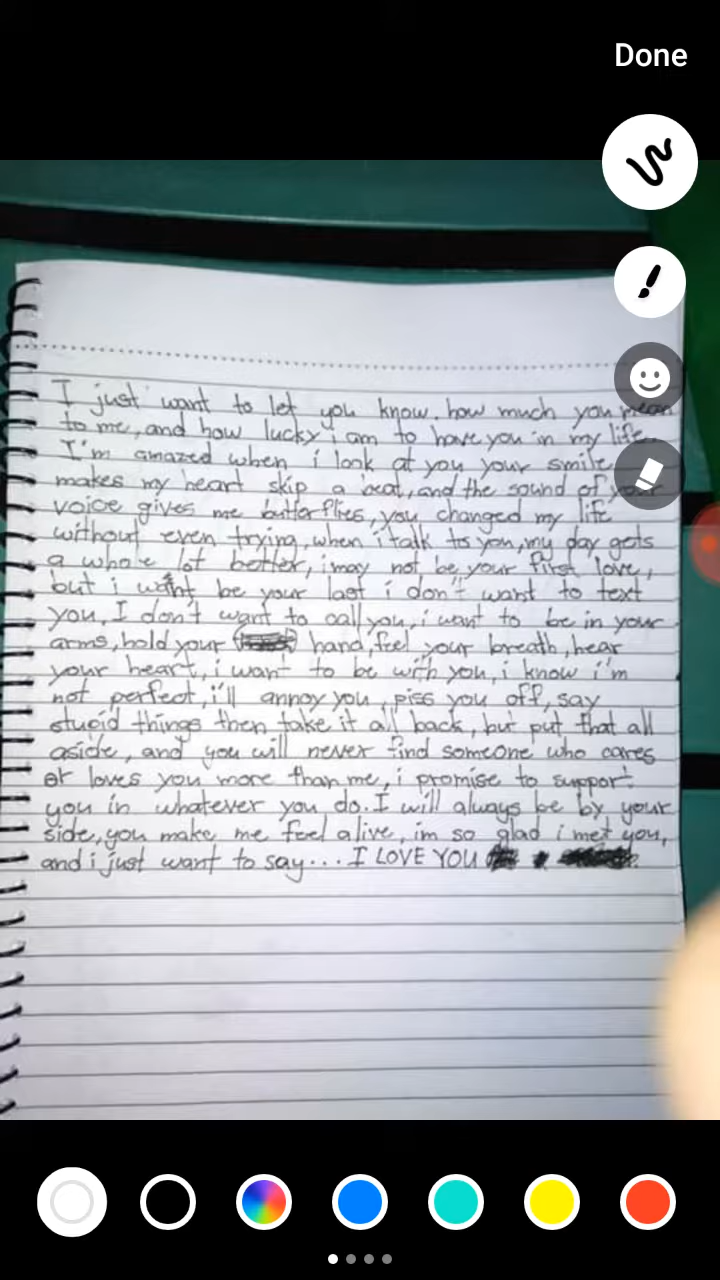 Done
I just want to let you know. how much you mean
to me, and how lucky i am to have you in my life.
I'm amazed when i look at you your smile
makes my heart skip a beat, and the sound of your
voice gives me butterflies, you changed my life
without even trying, when i talk to you, my day gets
a whole lot better, i may not be your first love,
but i want be your last i don't want to text
you, I don't want to call you, i want to be in your
arms, hold your hand, feel your breath, hear
your heart, i want to be with you, i know i'm
not perfect, i'll annoy you, piss you off, say
stupid things then take it all back, but put that all
aside, and you will never find someone who cares
or loves you more than me, i promise to support
you in whatever you do. I will always be by your
side, you make me feel alive, im so glad i met you,
and i just want to say... I LOVE YOU